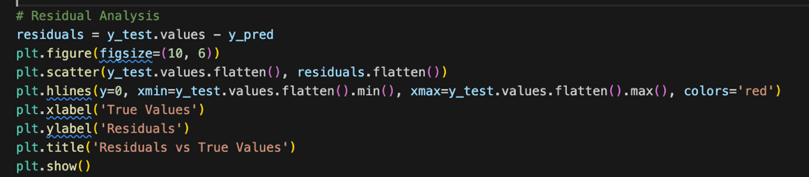 # Residual Analysis
residuals = y_test.values - y_pred
plt.figure(figsize=(10, 6))
plt.scatter(y_test.values.flatten(), residuals.flatten())
plt.hlines(y=0, xmin=y_test.values.flatten().min(), xmax=y_test.values.flatten().max(), colors='red')
plt.xlabel('True Values')
plt.ylabel('Residuals')
plt.title('Residuals vs True Values')
plt.show()